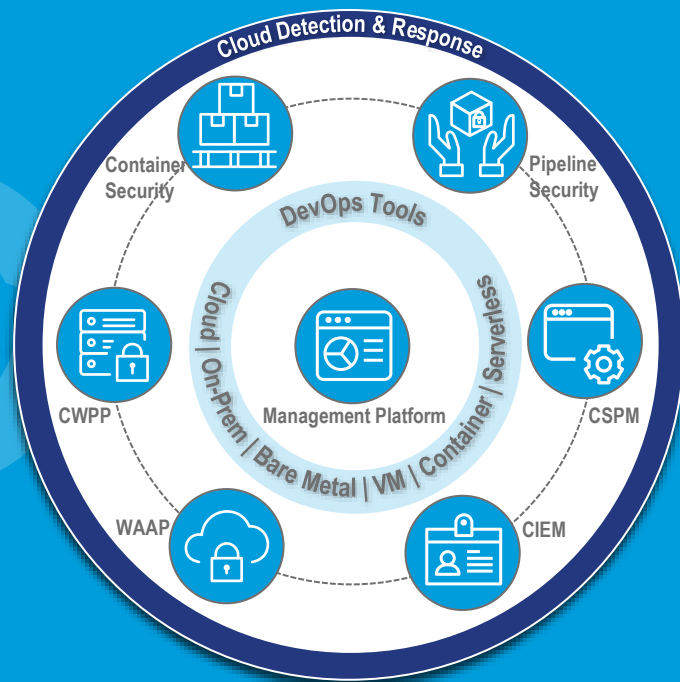 Cloud Detection & Response
Container
Security
Pipeline
Security
DevOps Tools
Cloud | On-Prem | Bare Metal | VM | Container | Serverless
Management Platform
CWPP
CSPM
WAAP
CIEM